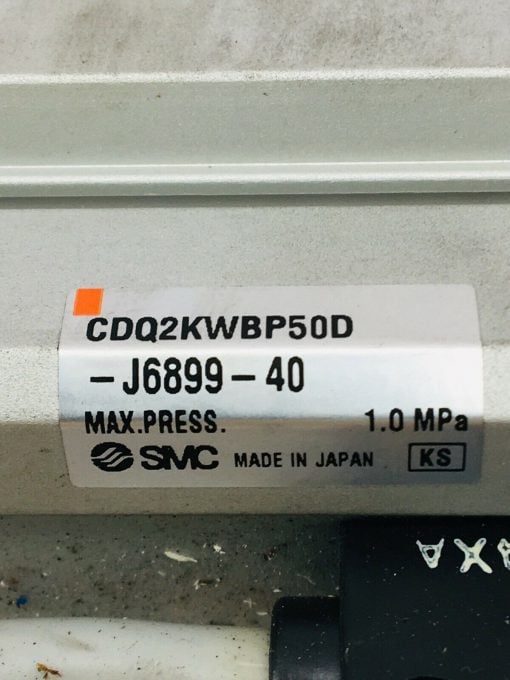 CDQ2KWBP50D
-J6899-40
MAX.PRESS. 1.0 MPa
SMC MADE IN JAPAN KS